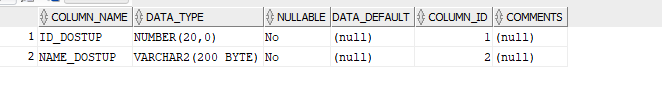 COLUMN_NAME DATA_TYPE NULLABLE DATA_DEFAULT COLUMN_ID COMMENTS
1 ID_DOSTUP NUMBER(20,0) No (null) 1 (null)
2 NAME_DOSTUP VARCHAR2(200 BYTE) No (null) 2 (null)